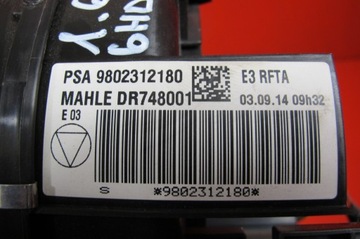 PSA 9802312180
E3 RFTA
MAHLE DR748001
03.09.14 09h32
E 03
S *9802312180*